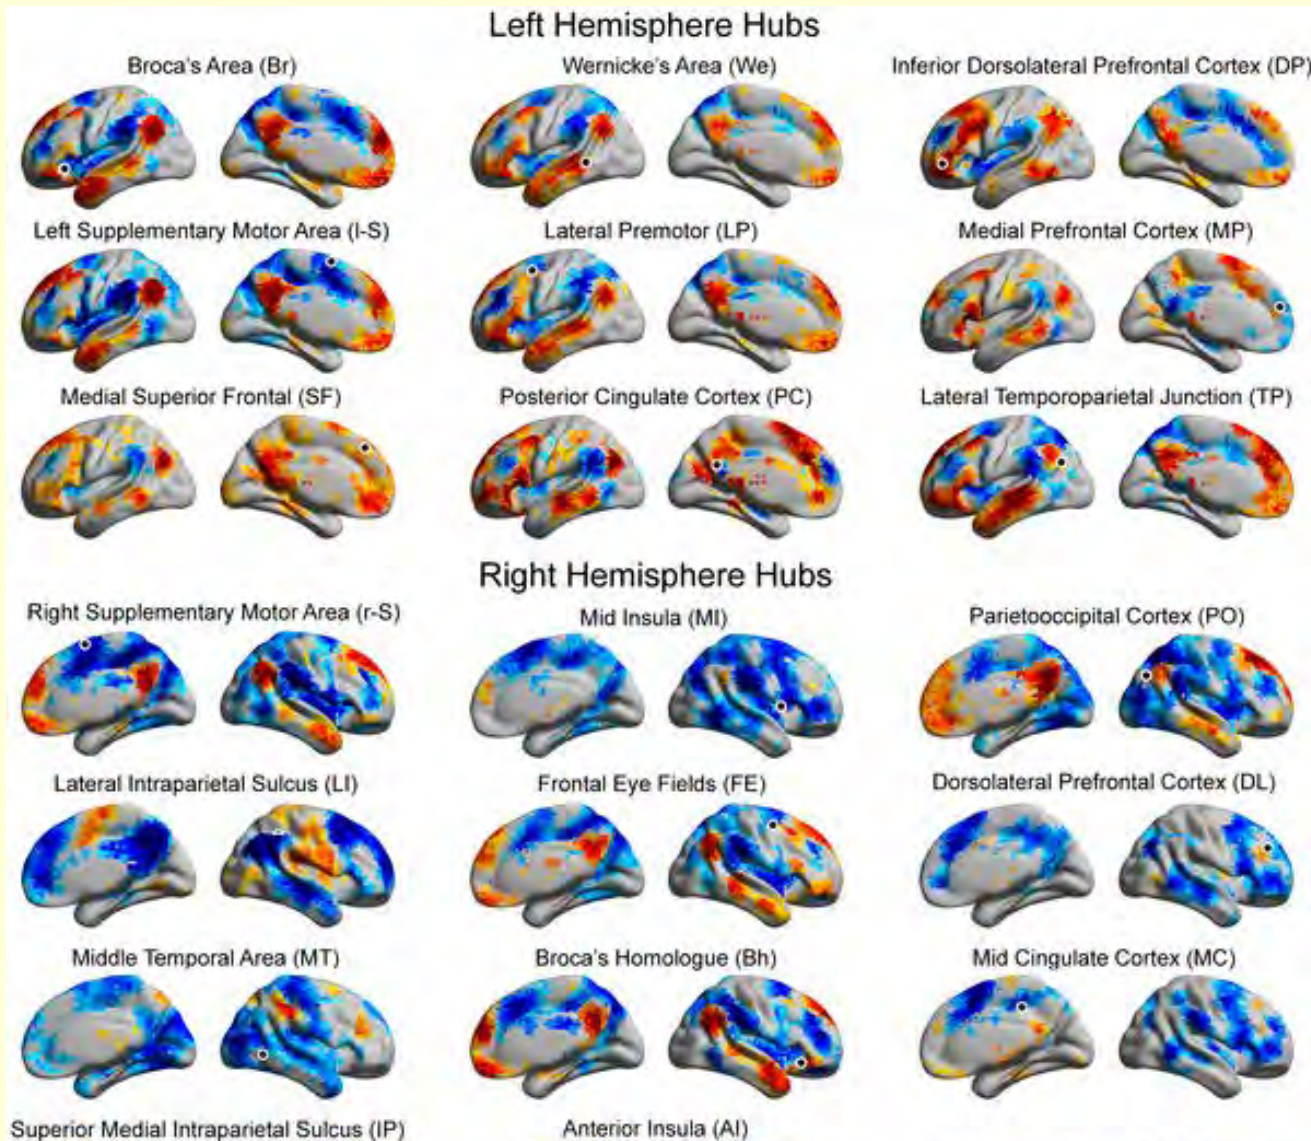 Left Hemisphere Hubs
Broca's Area (Br)
Wernicke's Area (We)
Inferior Dorsolateral Prefrontal Cortex (DP)
Left Supplementary Motor Area (l-S)
Lateral Premotor (LP)
Medial Prefrontal Cortex (MP)
Medial Superior Frontal (SF)
Posterior Cingulate Cortex (PC)
Lateral Temporoparietal Junction (TP)
Right Hemisphere Hubs
Right Supplementary Motor Area (r-S)
Mid Insula (MI)
Parietooccipital Cortex (PO)
Lateral Intraparietal Sulcus (LI)
Frontal Eye Fields (FE)
Dorsolateral Prefrontal Cortex (DL)
Middle Temporal Area (MT)
Broca's Homologue (Bh)
Mid Cingulate Cortex (MC)
Superior Medial Intraparietal Sulcus (IP)
Anterior Insula (AI)